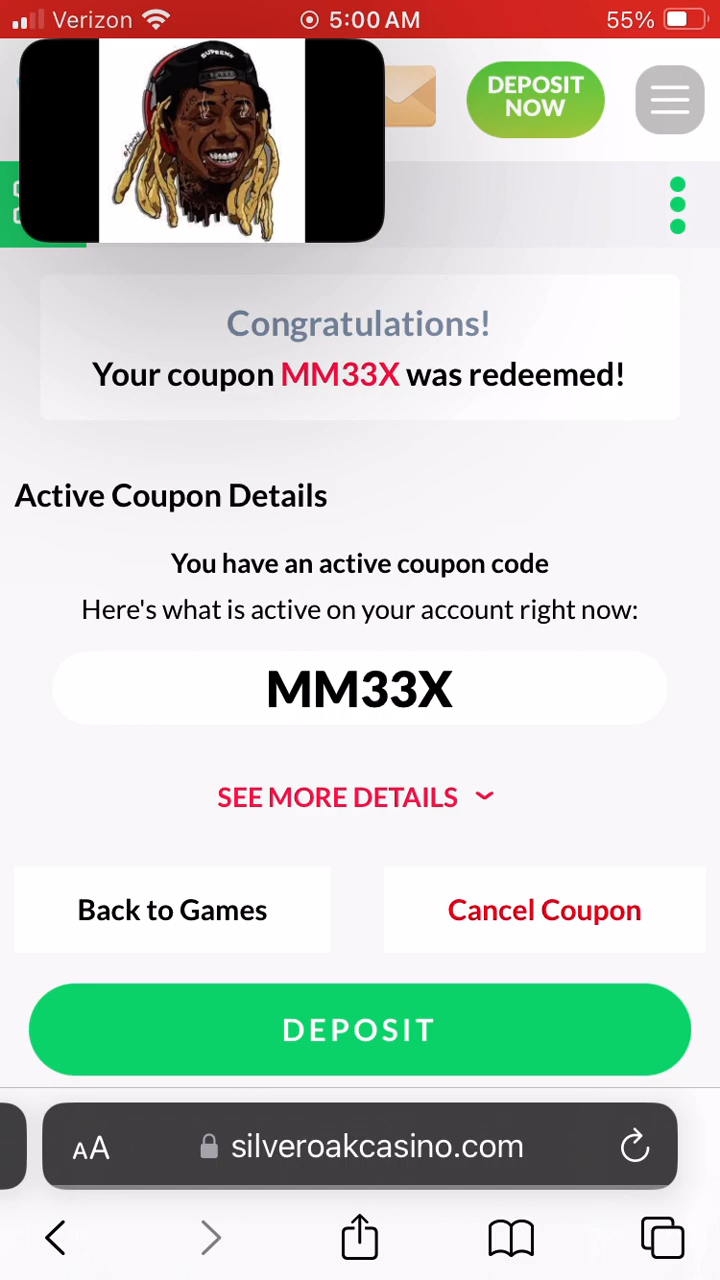 Verizon 5:00 AM 55%
SUPREME
DEPOSIT
NOW
Congratulations!
Your coupon MM33X was redeemed!
Active Coupon Details
You have an active coupon code
Here's what is active on your account right now:
MM33X
SEE MORE DETAILS
Back to Games
Cancel Coupon
DEPOSIT
AA silveroakcasino.com